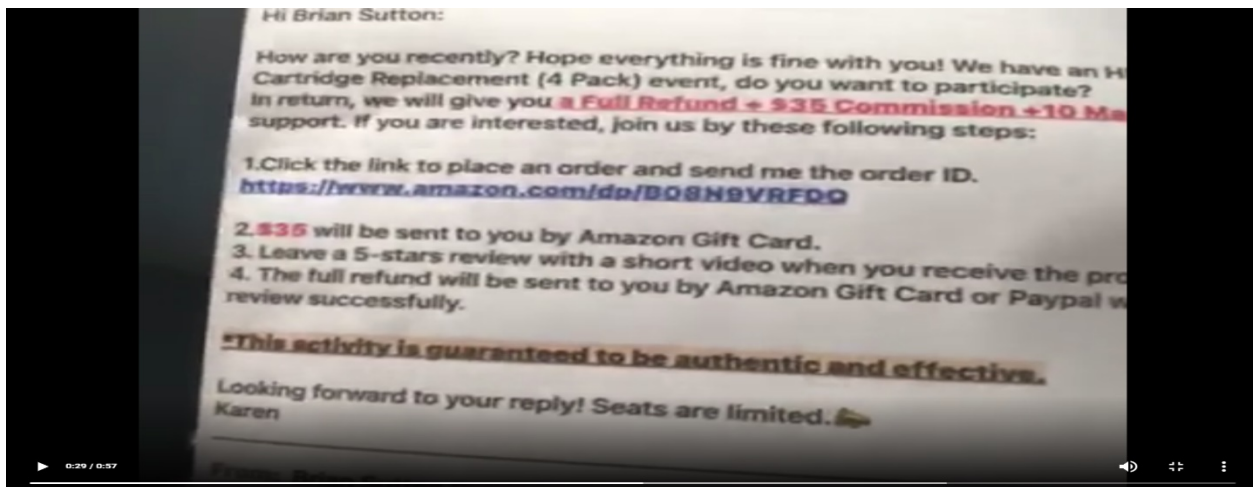 Hi Brian Sutton:
How are you recently? Hope everything is fine with you! We have an H
Cartridge Replacement (4 Pack) event, do you want to participate?
In return, we will give you a Full Refund + $35 Commission +10 Ma
support. If you are interested, join us by these following steps:
1.Click the link to place an order and send me the order ID.
https://www.amazon.com/dp/B08N9VRFDQ
2.$35 will be sent to you by Amazon Gift Card.
3. Leave a 5-stars review with a short video when you receive the pro
4. The full refund will be sent to you by Amazon Gift Card or Paypal w
review successfully.
*This activity is guaranteed to be authentic and effective.
Looking forward to your reply! Seats are limited.
Karen
From: Brian
0:29 / 0:57